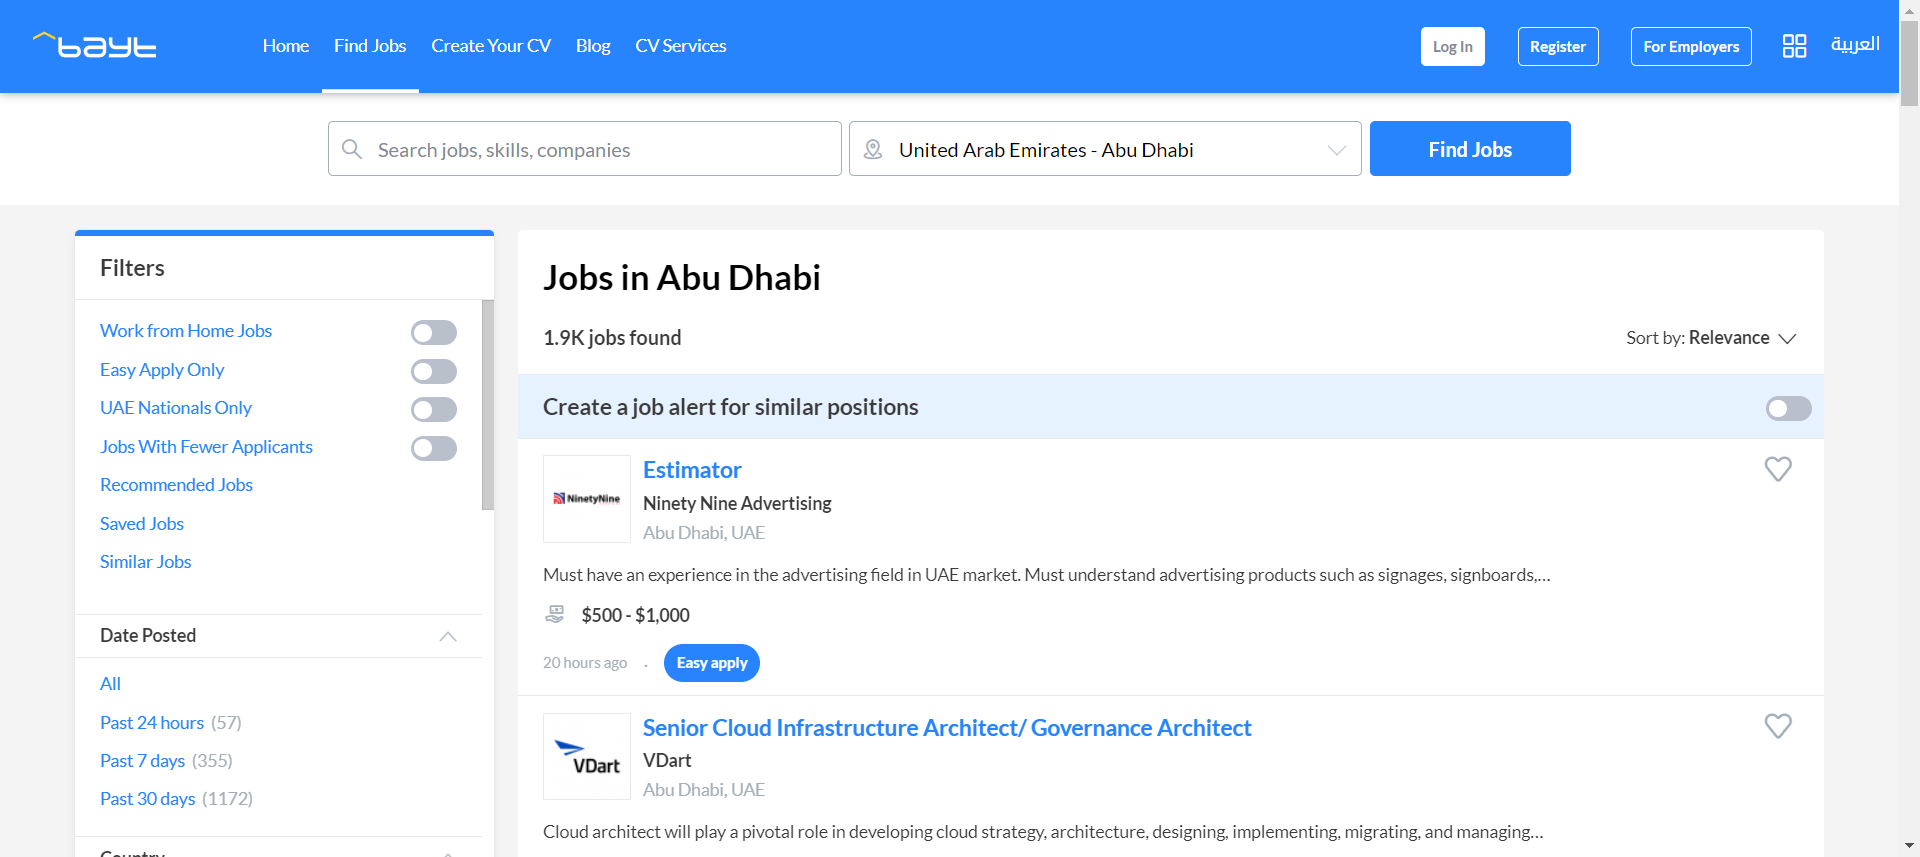 bayt
Home
Find Jobs
Create Your CV
Blog
CV Services
Log In
Register
For Employers
العربية
Search jobs, skills, companies
United Arab Emirates - Abu Dhabi
Find Jobs
Filters
Work from Home Jobs
Easy Apply Only
UAE Nationals Only
Jobs With Fewer Applicants
Recommended Jobs
Saved Jobs
Similar Jobs
Date Posted
All
Past 24 hours (57)
Past 7 days (355)
Past 30 days (1172)
Country
Jobs in Abu Dhabi
1.9K jobs found
Sort by: Relevance
Create a job alert for similar positions
NinetyNine
Estimator
Ninety Nine Advertising
Abu Dhabi, UAE
Must have an experience in the advertising field in UAE market. Must understand advertising products such as signages, signboards,...
$500 - $1,000
20 hours ago . Easy apply
VDart
Senior Cloud Infrastructure Architect/ Governance Architect
VDart
Abu Dhabi, UAE
Cloud architect will play a pivotal role in developing cloud strategy, architecture, designing, implementing, migrating, and managing...